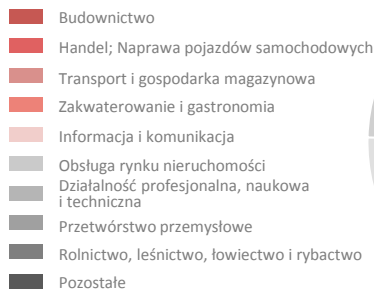 Budownictwo
Handel; Naprawa pojazdów samochodowych
Transport i gospodarka magazynowa
Zakwaterowanie i gastronomia
Informacja i komunikacja
Obsługa rynku nieruchomości
Działalność profesjonalna, naukowa
i techniczna
Przetwórstwo przemysłowe
Rolnictwo, leśnictwo, łowiectwo i rybactwo
Pozostałe